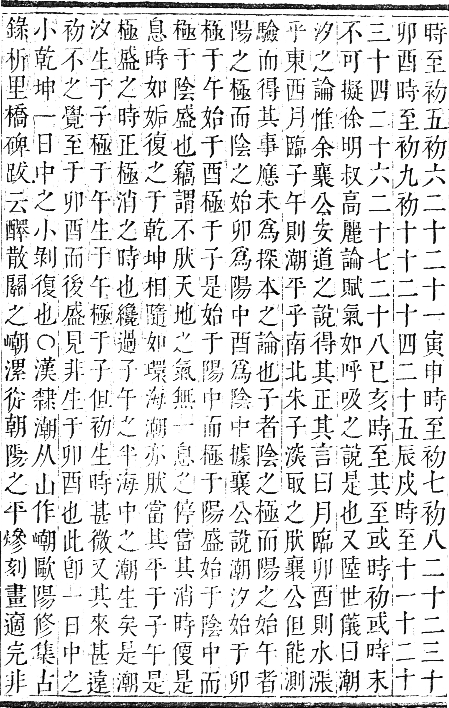 時至初五初六二十二十一寅申時至初七初八二十二三十
卯酉時至初九初十十二十四二十五辰戌時至十一十二十
三十四二十六二十七二十八巳亥時至其至或時初或時末
不可擬徐明叔高麗論賦氣如呼吸之說是也又陸世儀曰潮
汐之論惟余襄公安道之說得其正其言曰月臨卯酉則水漲
乎東西月臨子午則潮平乎南北朱子深取之肰襄公但能測
驗而得其事應未爲探本之論也子者陰之極而陽之始午者
陽之極而陰之始卯爲陽中酉爲陰中據襄公說潮汐始于卯
極于午始于酉極于子是始于陽中而極于陽盛始于陰中而
極于陰盛也竊謂不肰天地之氣無一息之停當其消時便是
息時如姤復之于乾坤相隨如環海潮亦肰當其平于子午是
極盛之時正極消之時也纔過子午之半海中之潮生矣是潮
汐生于子極于午生于午極于子但初生時甚微又其來甚遠
初不之覺至于卯酉而後盛見非生于卯酉也此卽一日中之
小乾坤一日中之小剝復也○漢隸潮从山作嶹歐陽修集古
錄析里橋碑跋云醳散關之嶹漯從朝陽之平燺刻畫適完非